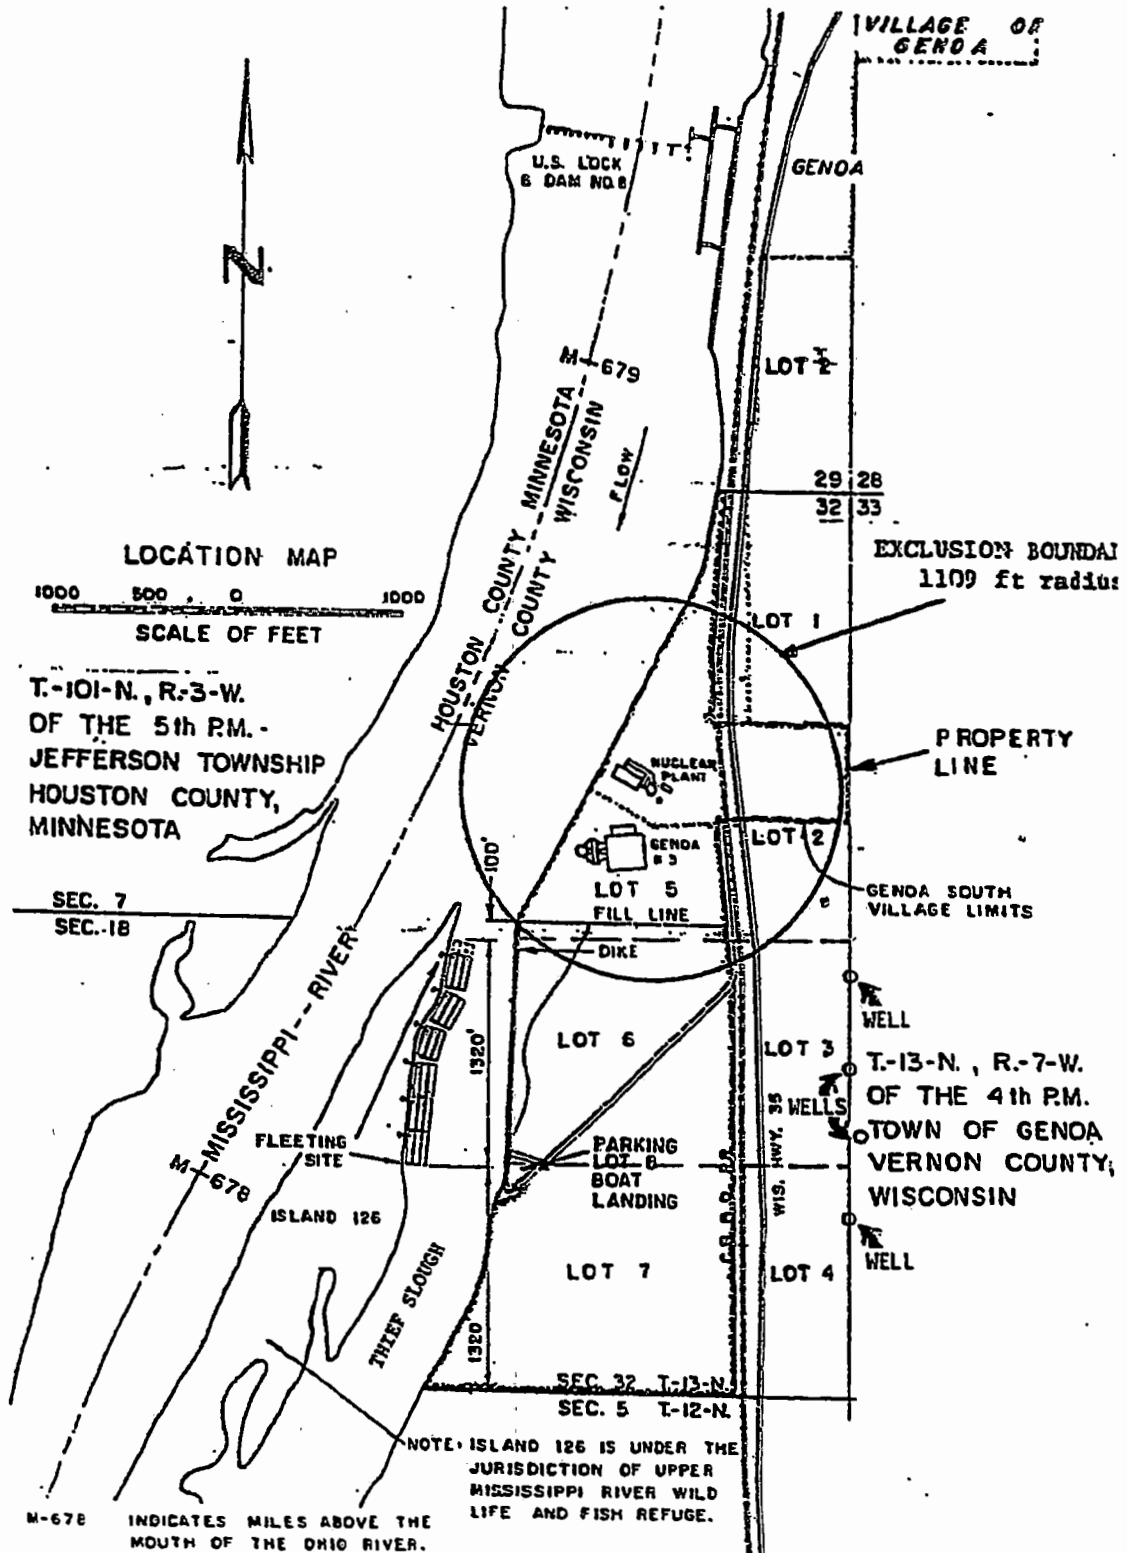 VILLAGE OF
GENOA
U.S. LOCK
& DAM NO. 8
GENOA
N
LOT 2
M-679
HOUSTON COUNTY MINNESOTA
VERNON COUNTY WISCONSIN
FLOW
29 28
32 33
LOCATION MAP
1000 500 0 1000
SCALE OF FEET
EXCLUSION BOUNDAR
1109 ft radius
LOT 1
T.-101-N., R.-3-W.
OF THE 5th P.M.-
JEFFERSON TOWNSHIP
HOUSTON COUNTY,
MINNESOTA
PROPERTY
LINE
NUCLEAR
PLANT
LOT 2
GENOA
#3
100'
LOT 5
FILL LINE
GENOA SOUTH
VILLAGE LIMITS
SEC. 7
SEC. 18
DIKE
WELL
LOT 6
LOT 3
1320'
MISSISSIPPI--RIVER
T.-13-N., R.-7-W.
OF THE 4th P.M.
TOWN OF GENOA
VERNON COUNTY,
WISCONSIN
WELLS
WIS. HWY. 35
FLEETING
SITE
PARKING
LOT &
BOAT
LANDING
M-678
ISLAND 126
C.B.&Q. R.R.
WELL
LOT 7
LOT 4
THIEF SLOUGH
1320'
SEC. 32 T.-13-N.
SEC. 5 T.-12-N.
NOTE: ISLAND 126 IS UNDER THE
JURISDICTION OF UPPER
MISSISSIPPI RIVER WILD
LIFE AND FISH REFUGE.
M-678 INDICATES MILES ABOVE THE
MOUTH OF THE OHIO RIVER.